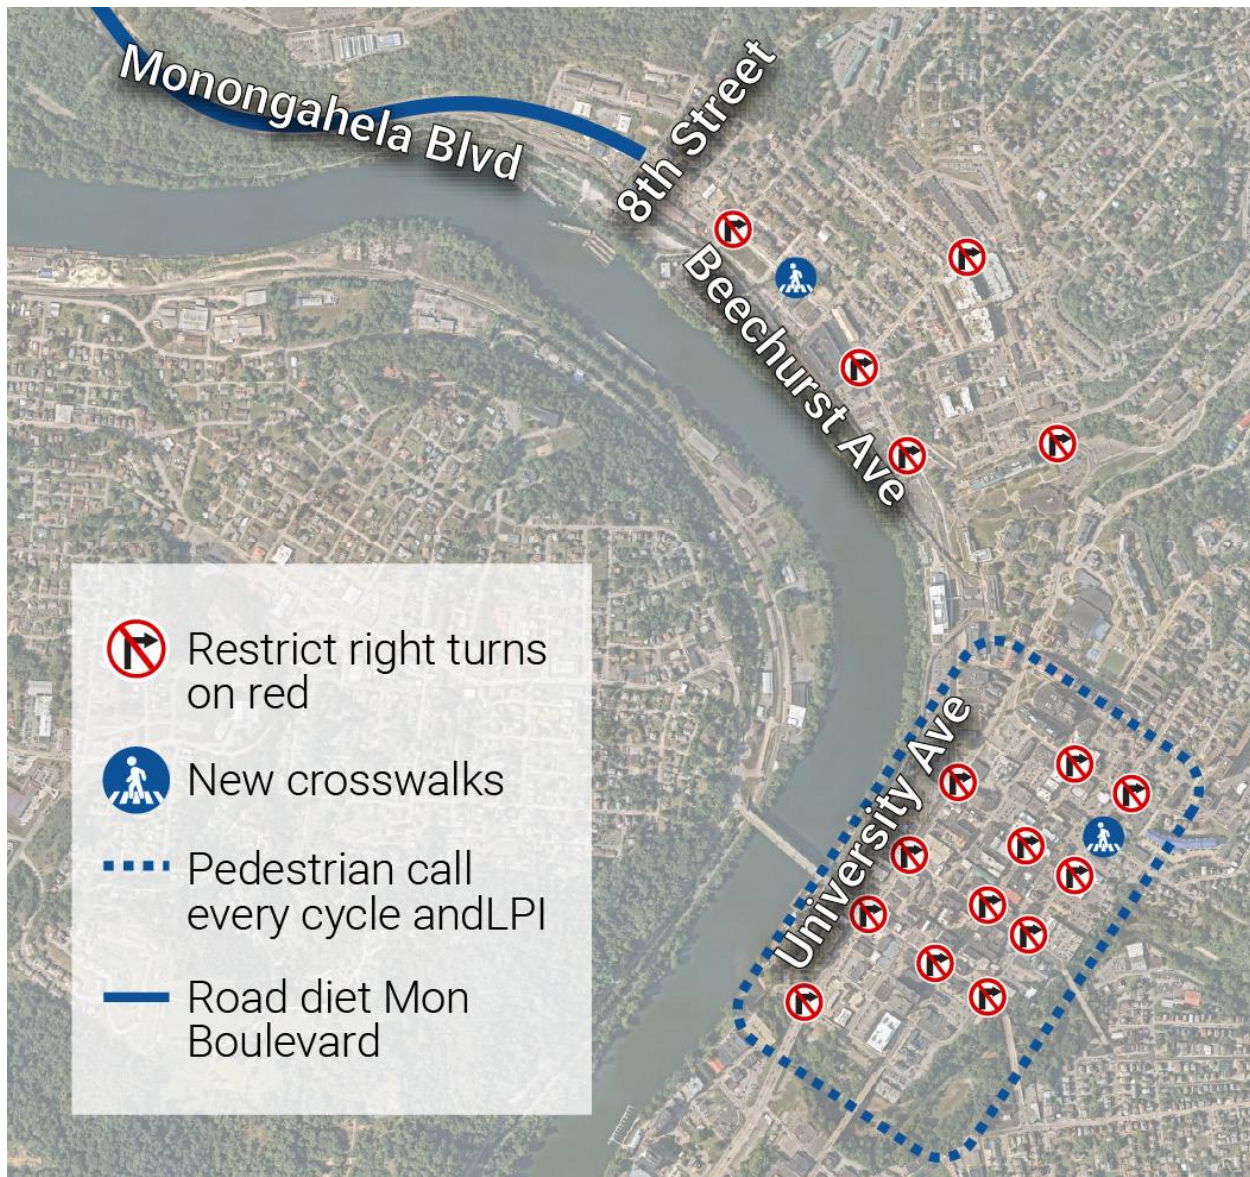 Monongahela Blvd
8th Street
Beechurst Ave
University Ave
Restrict right turns
on red
New crosswalks
Pedestrian call
every cycle andLPI
Road diet Mon
Boulevard